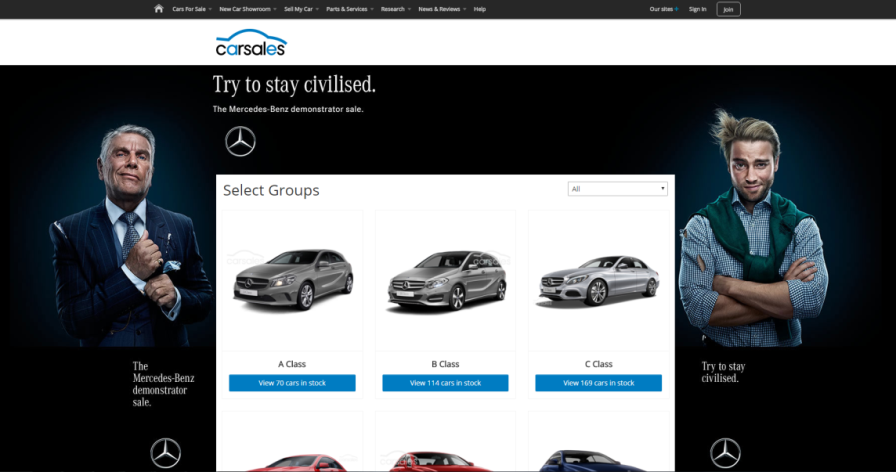 Cars For Sale New Car Showroom Sell My Car Parts & Services Research News & Reviews Help Our sites + Sign In Join
carsales
Try to stay civilised.
The Mercedes-Benz demonstrator sale.
Select Groups All
A Class B Class C Class
View 70 cars in stock View 114 cars in stock View 169 cars in stock
The
Mercedes-Benz
demonstrator
sale.
Try to stay
civilised.